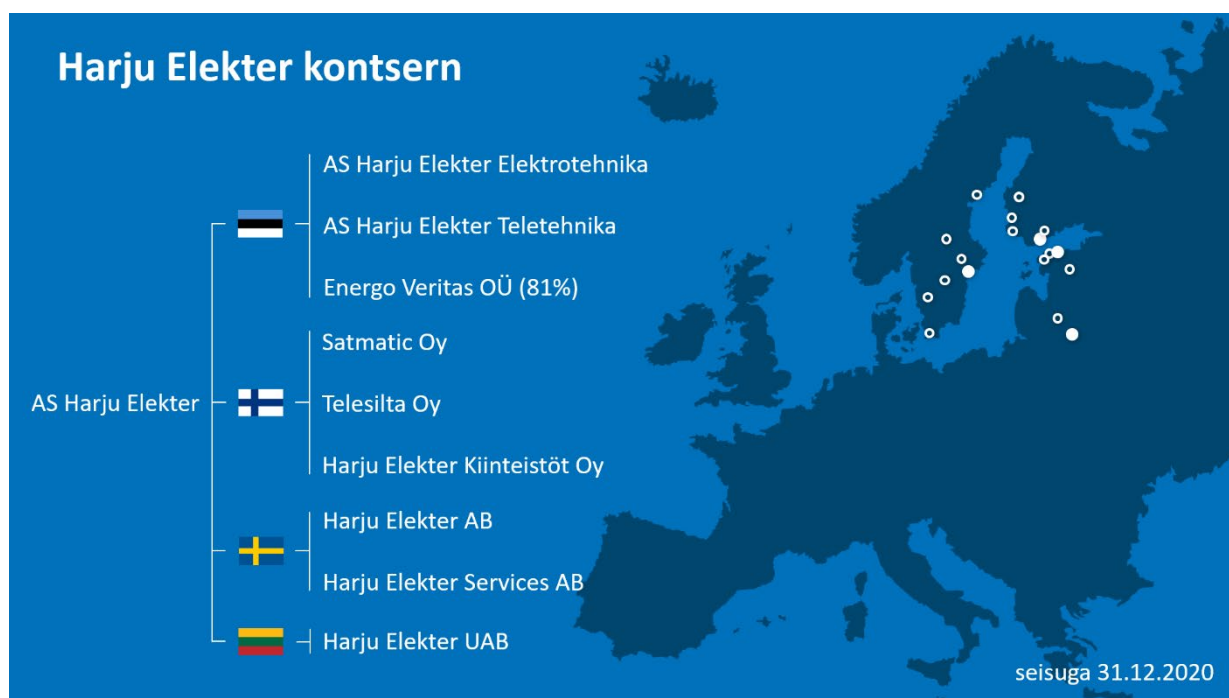 Harju Elekter kontsern
AS Harju Elekter
AS Harju Elekter Elektrotehnika
AS Harju Elekter Teletehnika
Energo Veritas OÜ (81%)
Satmatic Oy
Telesilta Oy
Harju Elekter Kiinteistöt Oy
Harju Elekter AB
Harju Elekter Services AB
Harju Elekter UAB
seisuga 31.12.2020